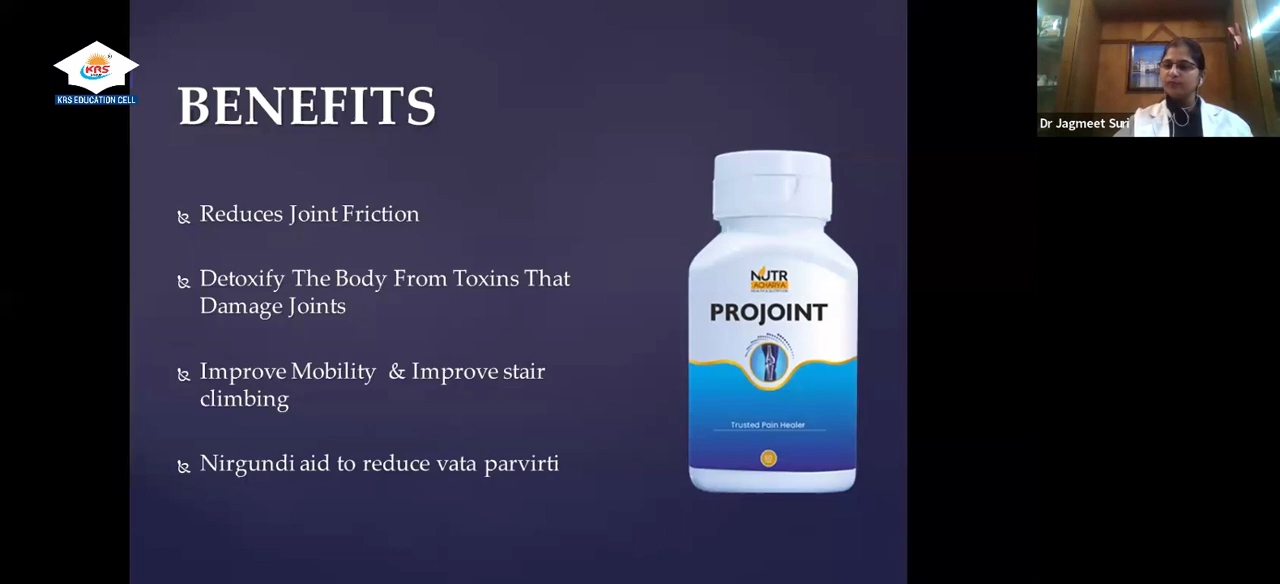 KRS
KRS EDUCATION CELL
BENEFITS
Reduces Joint Friction
Detoxify The Body From Toxins That
Damage Joints
Improve Mobility & Improve stair
climbing
Nirgundi aid to reduce vata parvirti
NUTR
ACHARYA
PROJOINT
Trusted Pain Healer
Dr Jagmeet Suri